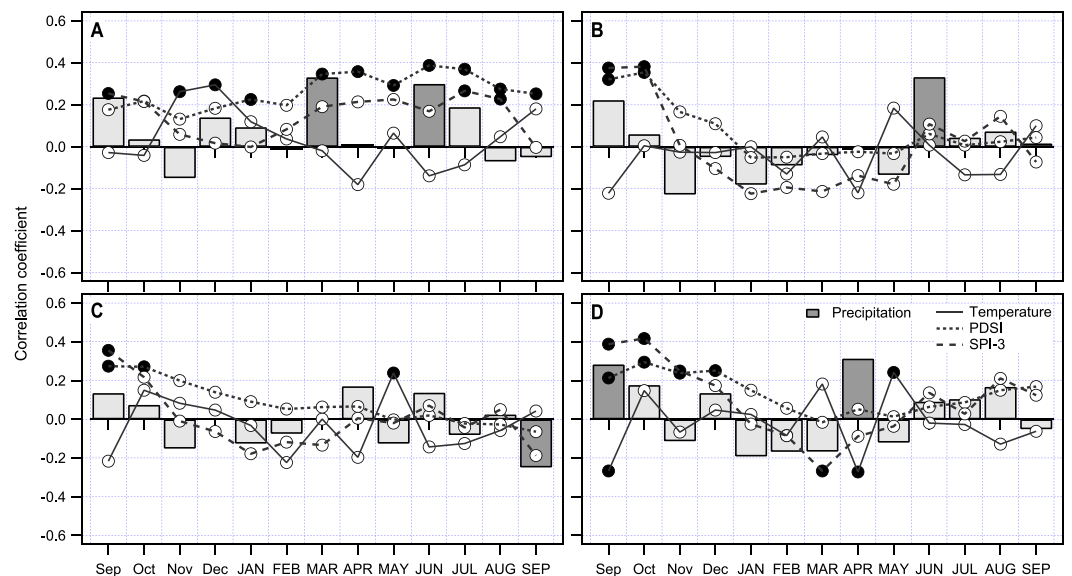 Correlation coefficient
A
0.6
0.4
0.2
0.0
-0.2
-0.4
-0.6
B
C
0.6
0.4
0.2
0.0
-0.2
-0.4
-0.6
D
Precipitation
Temperature
PDSI
SPI-3
Sep Oct Nov Dec JAN FEB MAR APR MAY JUN JUL AUG SEP
Sep Oct Nov Dec JAN FEB MAR APR MAY JUN JUL AUG SEP